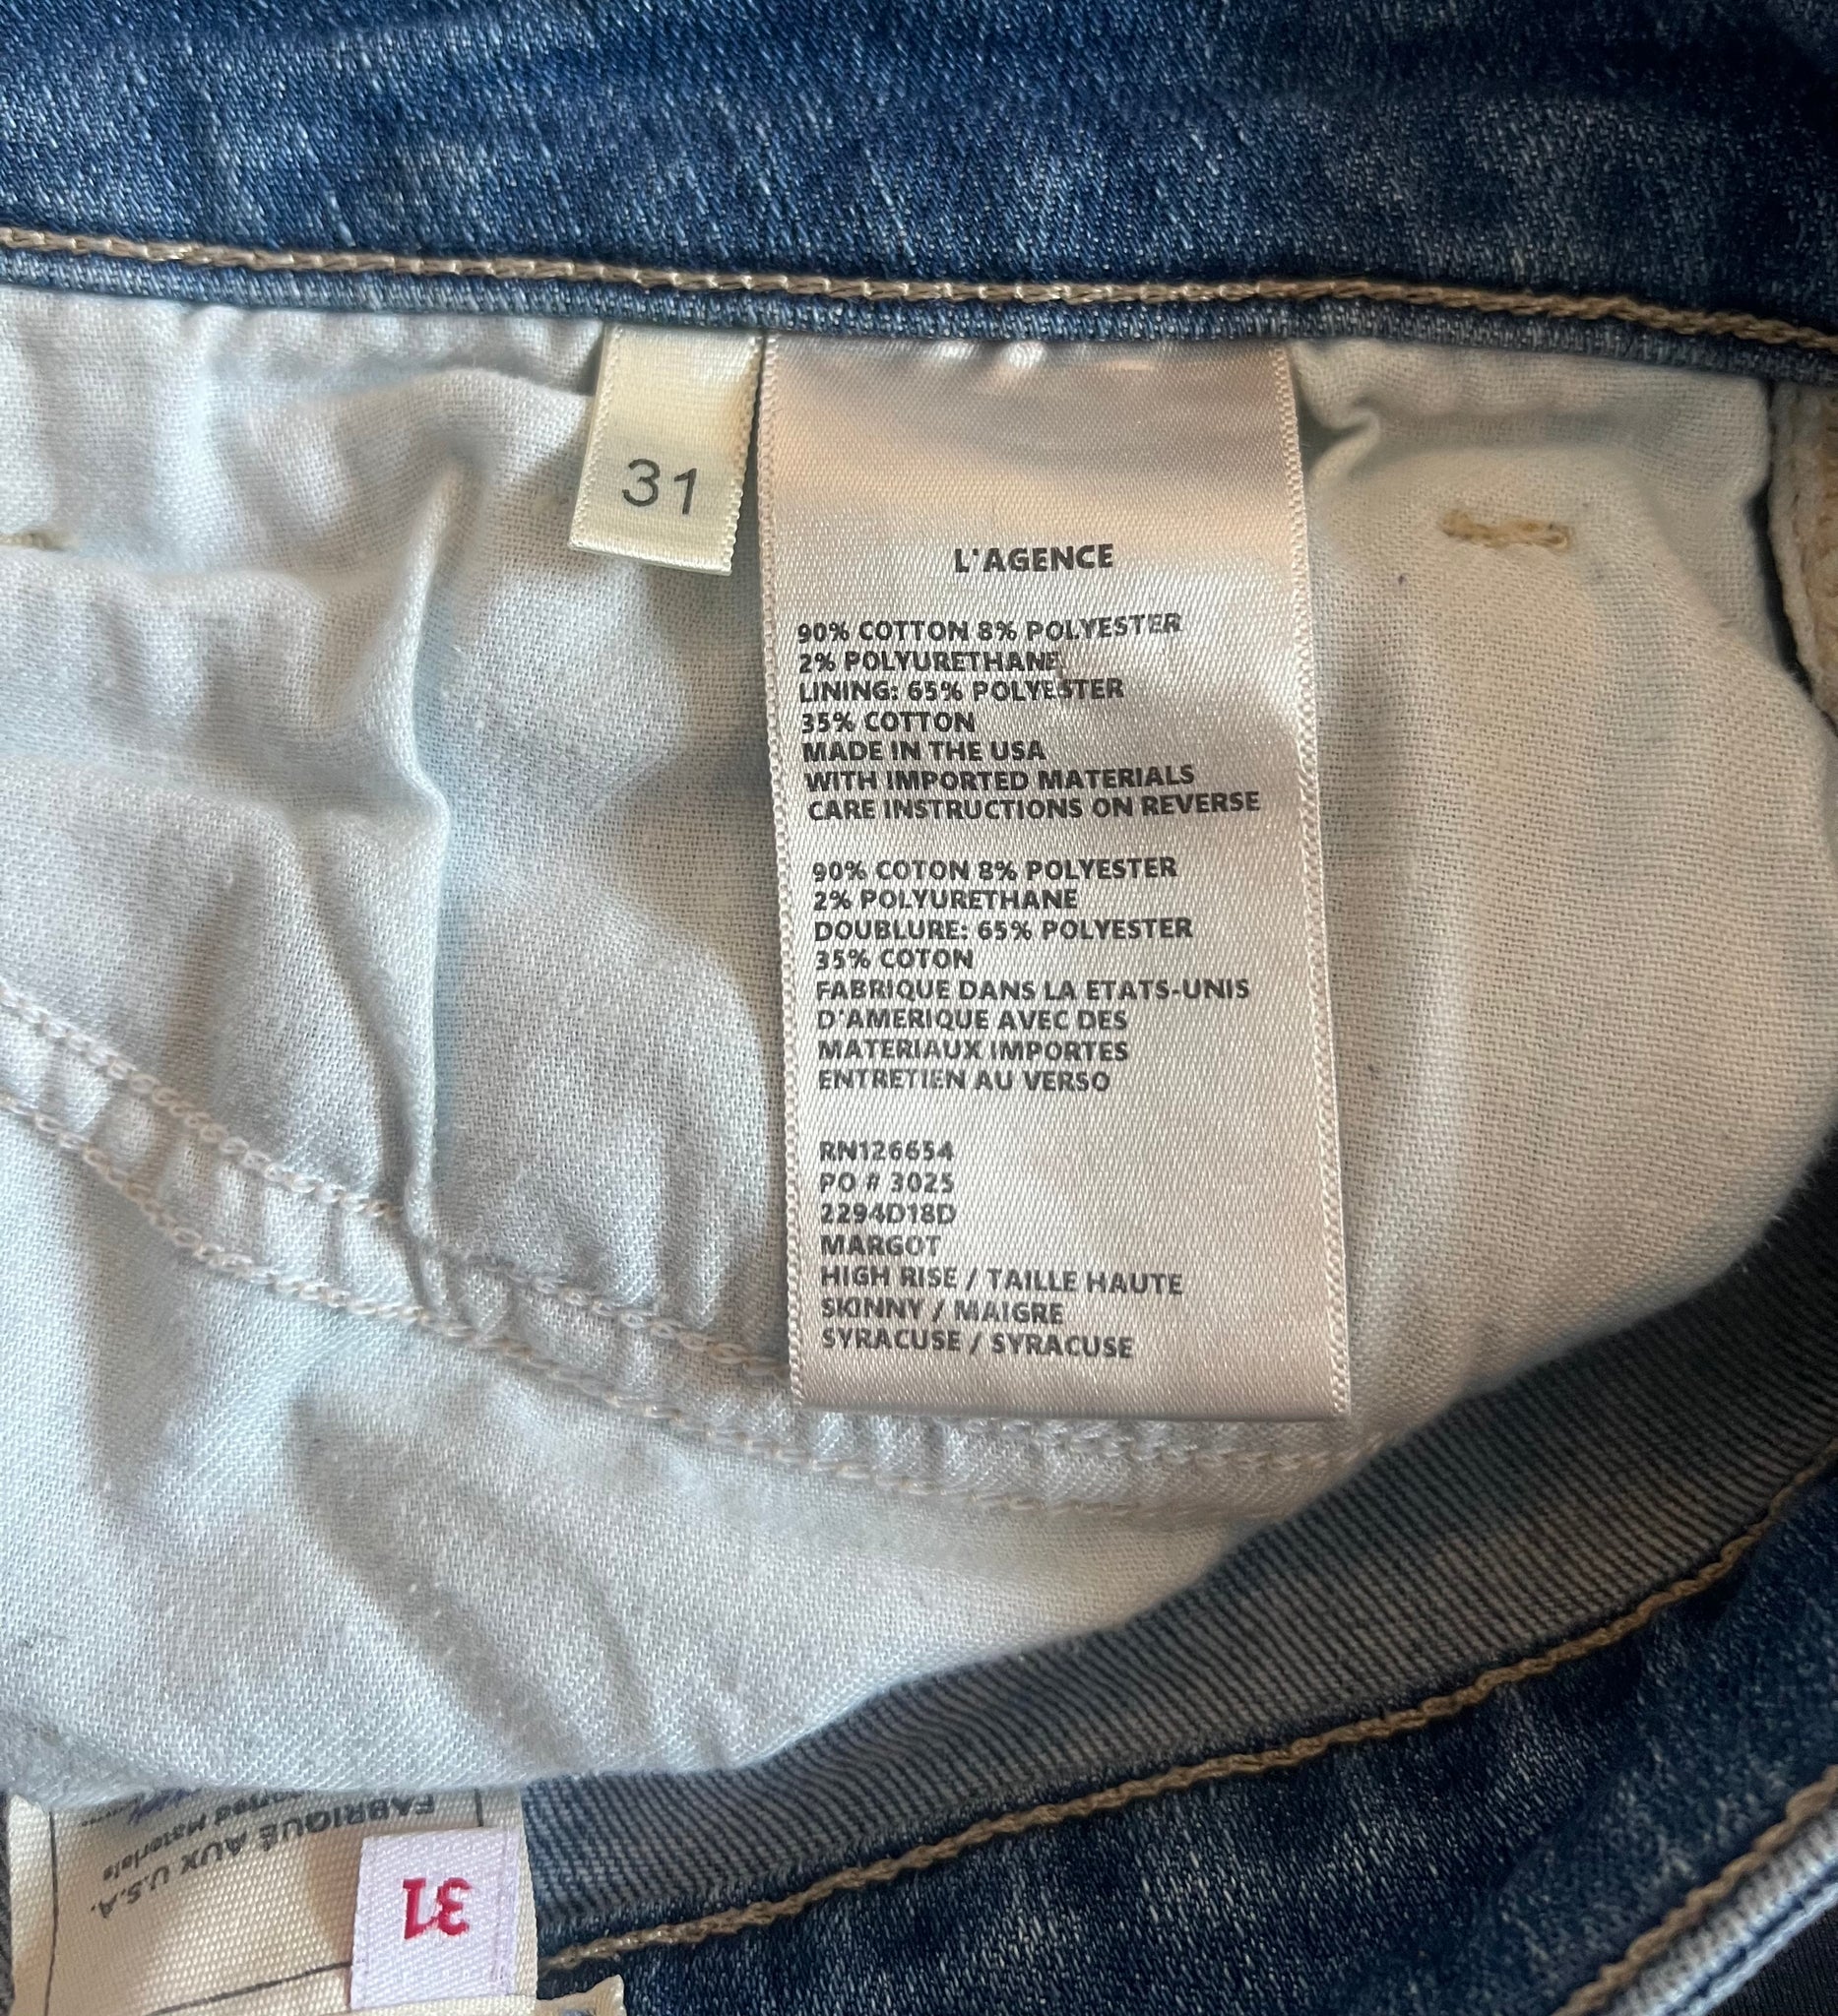 31
L'AGENCE
90% COTTON 8% POLYESTER
2% POLYURETHANE
LINING: 65% POLYESTER
35% COTTON
MADE IN THE USA
WITH IMPORTED MATERIALS
CARE INSTRUCTIONS ON REVERSE
90% COTON 8% POLYESTER
2% POLYURETHANE
DOUBLURE: 65% POLYESTER
35% COTON
FABRIQUE DANS LA ETATS-UNIS
D'AMERIQUE AVEC DES
MATERIAUX IMPORTES
ENTRETIEN AU VERSO
RN126654
PO # 3025
2294D18D
MARGOT
HIGH RISE / TAILLE HAUTE
SKINNY / MAIGRE
SYRACUSE / SYRACUSE
31
FABRIQUÉ AUX U.S.A.
Materials